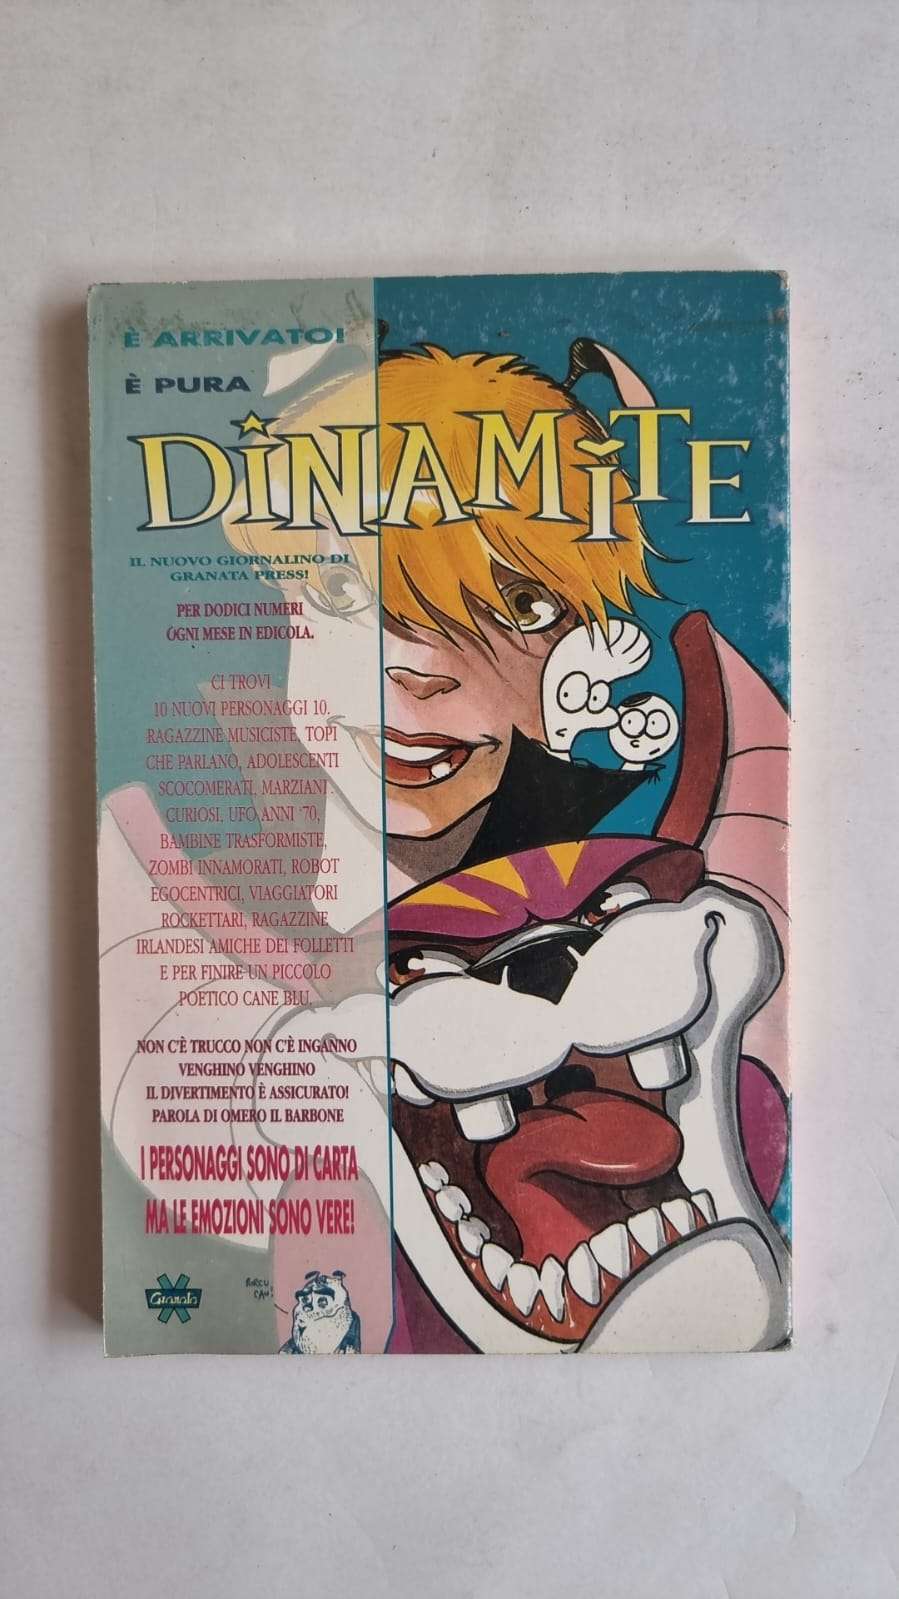 È ARRIVATO!
È PURA
DINAMITE
IL NUOVO GIORNALINO DI
GRANATA PRESS!
PER DODICI NUMERI
OGNI MESE IN EDICOLA.
CI TROVI
10 NUOVI PERSONAGGI 10.
RAGAZZINE MUSICISTE, TOPI
CHE PARLANO, ADOLESCENTI
SCOCOMERATI, MARZIANI
CURIOSI, UFO ANNI '70,
BAMBINE TRASFORMISTE,
ZOMBI INNAMORATI, ROBOT
EGOCENTRICI, VIAGGIATORI
ROCKETTARI, RAGAZZINE
IRLANDESI AMICHE DEI FOLLETTI
E PER FINIRE UN PICCOLO
POETICO CANE BLU.
NON C'È TRUCCO NON C'È INGANNO
VENGHINO VENGHINO
IL DIVERTIMENTO È ASSICURATO!
PAROLA DI OMERO IL BARBONE
I PERSONAGGI SONO DI CARTA
MA LE EMOZIONI SONO VERE!
Granata